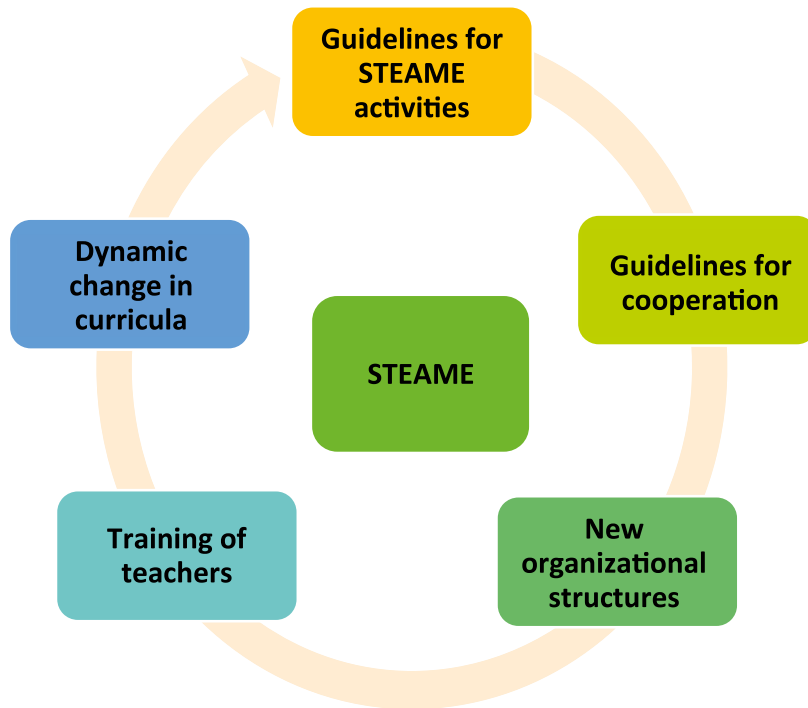 Guidelines for
STEAME
activities
Guidelines for
cooperation
New
organizational
structures
Training of
teachers
Dynamic
change in
curricula
STEAME